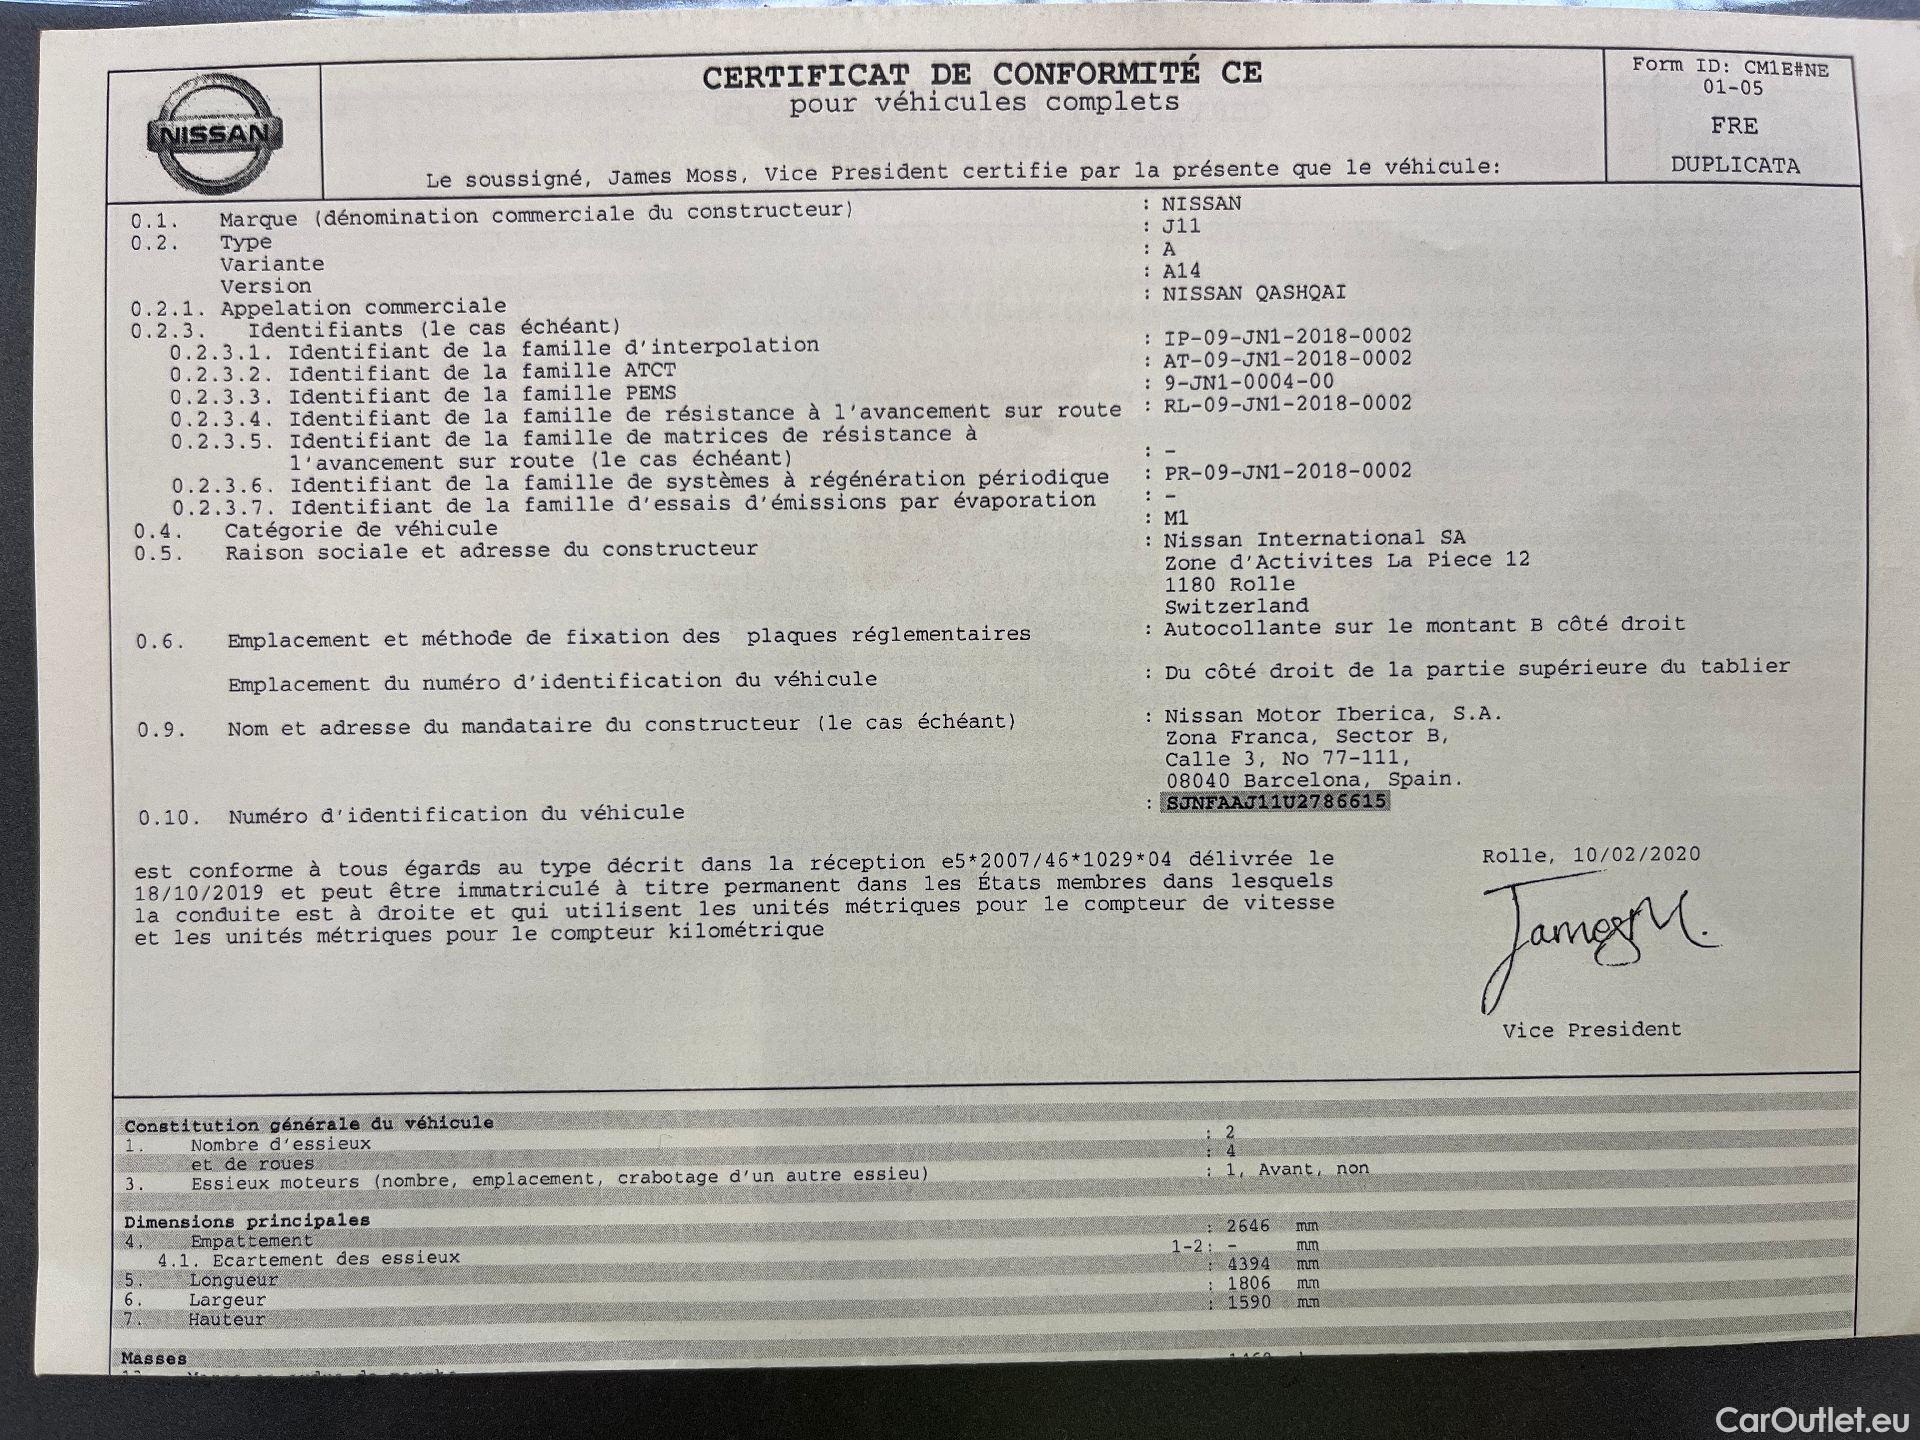 NISSAN
CERTIFICAT DE CONFORMITÉ CE
pour véhicules complets
Le soussigné, James Moss, Vice President certifie par la présente que le véhicule:
Form ID: CM1E#NE
01-05
FRE
DUPLICATA
0.1. Marque (dénomination commerciale du constructeur) : NISSAN
0.2. Type : J11
Variante : A
Version : A14
0.2.1. Appelation commerciale : NISSAN QASHQAI
0.2.3. Identifiants (le cas échéant)
0.2.3.1. Identifiant de la famille d'interpolation : IP-09-JN1-2018-0002
0.2.3.2. Identifiant de la famille ATCT : AT-09-JN1-2018-0002
0.2.3.3. Identifiant de la famille PEMS : 9-JN1-0004-00
0.2.3.4. Identifiant de la famille de résistance à l'avancement sur route : RL-09-JN1-2018-0002
0.2.3.5. Identifiant de la famille de matrices de résistance à
l'avancement sur route (le cas échéant) : -
0.2.3.6. Identifiant de la famille de systèmes à régénération périodique : PR-09-JN1-2018-0002
0.2.3.7. Identifiant de la famille d'essais d'émissions par évaporation : -
0.4. Catégorie de véhicule : M1
0.5. Raison sociale et adresse du constructeur : Nissan International SA
Zone d'Activites La Piece 12
1180 Rolle
Switzerland
0.6. Emplacement et méthode de fixation des plaques réglementaires : Autocollante sur le montant B côté droit
Emplacement du numéro d'identification du véhicule : Du côté droit de la partie supérieure du tablier
0.9. Nom et adresse du mandataire du constructeur (le cas échéant) : Nissan Motor Iberica, S.A.
Zona Franca, Sector B,
Calle 3, No 77-111,
08040 Barcelona, Spain.
0.10. Numéro d'identification du véhicule : SJNFAAJ11U2786615
est conforme à tous égards au type décrit dans la réception e5*2007/46*1029*04 délivrée le
18/10/2019 et peut être immatriculé à titre permanent dans les États membres dans lesquels
la conduite est à droite et qui utilisent les unités métriques pour le compteur de vitesse
et les unités métriques pour le compteur kilométrique
Rolle, 10/02/2020
James M.
Vice President
Constitution générale du véhicule
1. Nombre d'essieux : 2
et de roues : 4
3. Essieux moteurs (nombre, emplacement, crabotage d'un autre essieu) : 1, Avant, non
Dimensions principales
4. Empattement : 2646 mm
4.1. Ecartement des essieux 1-2: - mm
5. Longueur : 4394 mm
6. Largeur : 1806 mm
7. Hauteur : 1590 mm
Masses
CarOutlet.eu